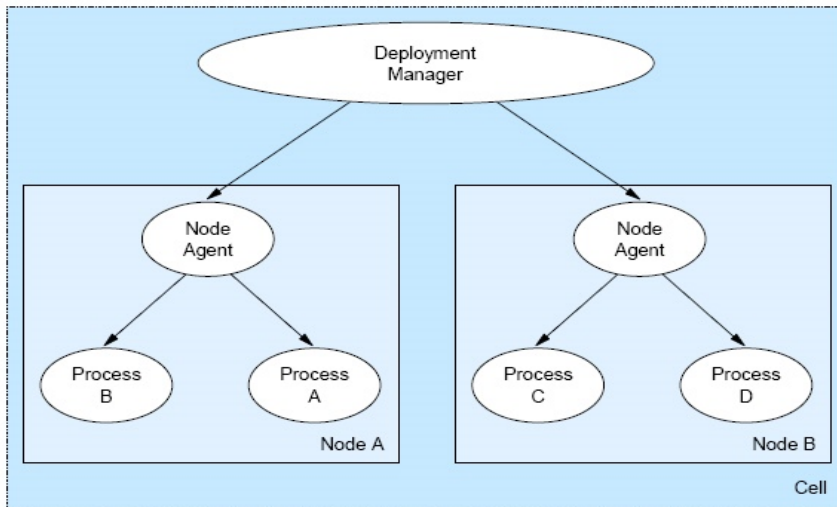 Deployment
Manager
Node
Agent
Process
B
Process
A
Node A
Node
Agent
Process
C
Process
D
Node B
Cell